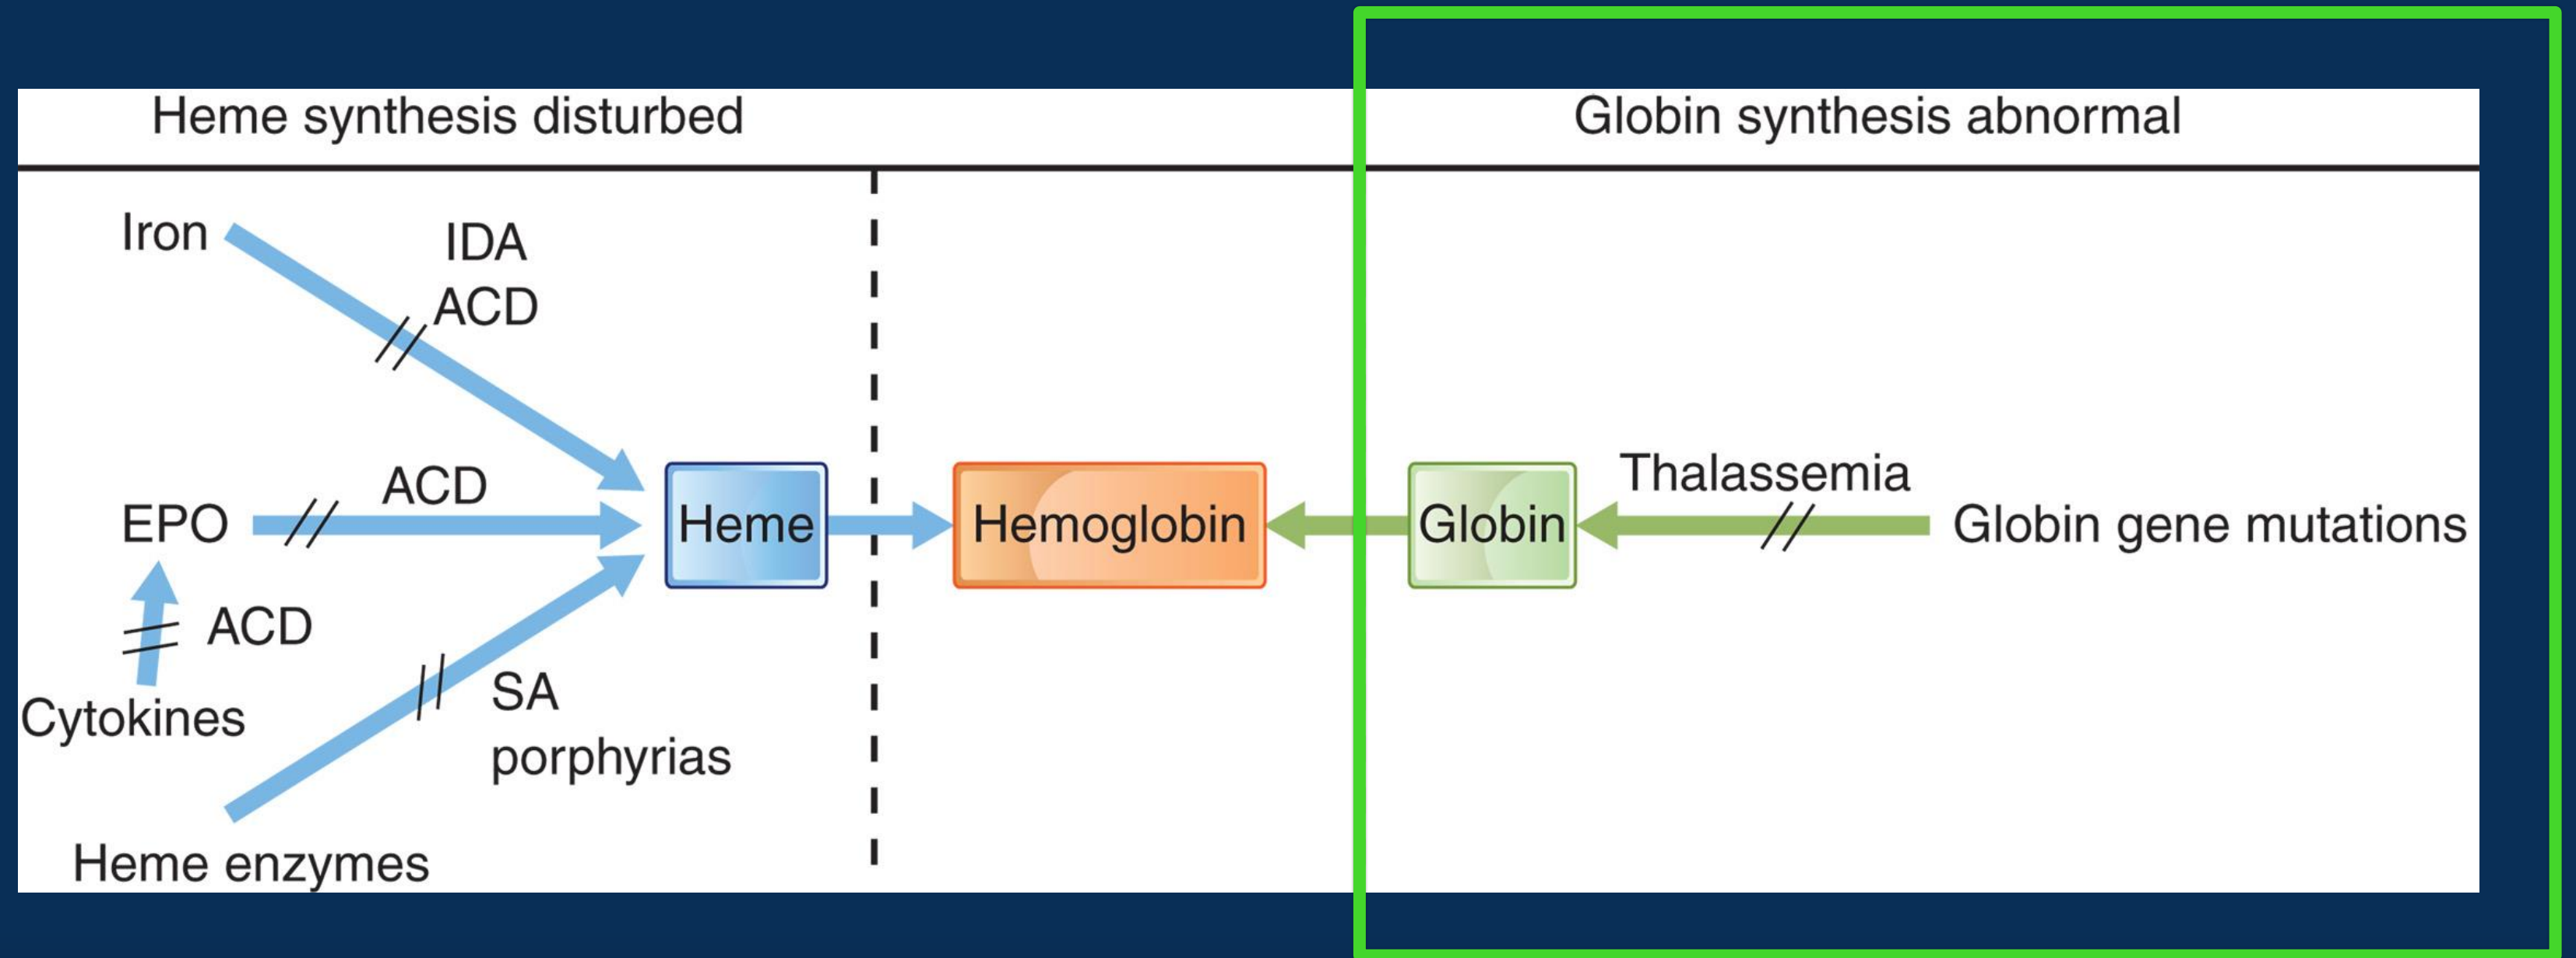 Heme synthesis disturbed
Globin synthesis abnormal
Iron
IDA
ACD
EPO
ACD
Heme
Hemoglobin
Globin
Thalassemia
Globin gene mutations
ACD
Cytokines
SA
porphyrias
Heme enzymes